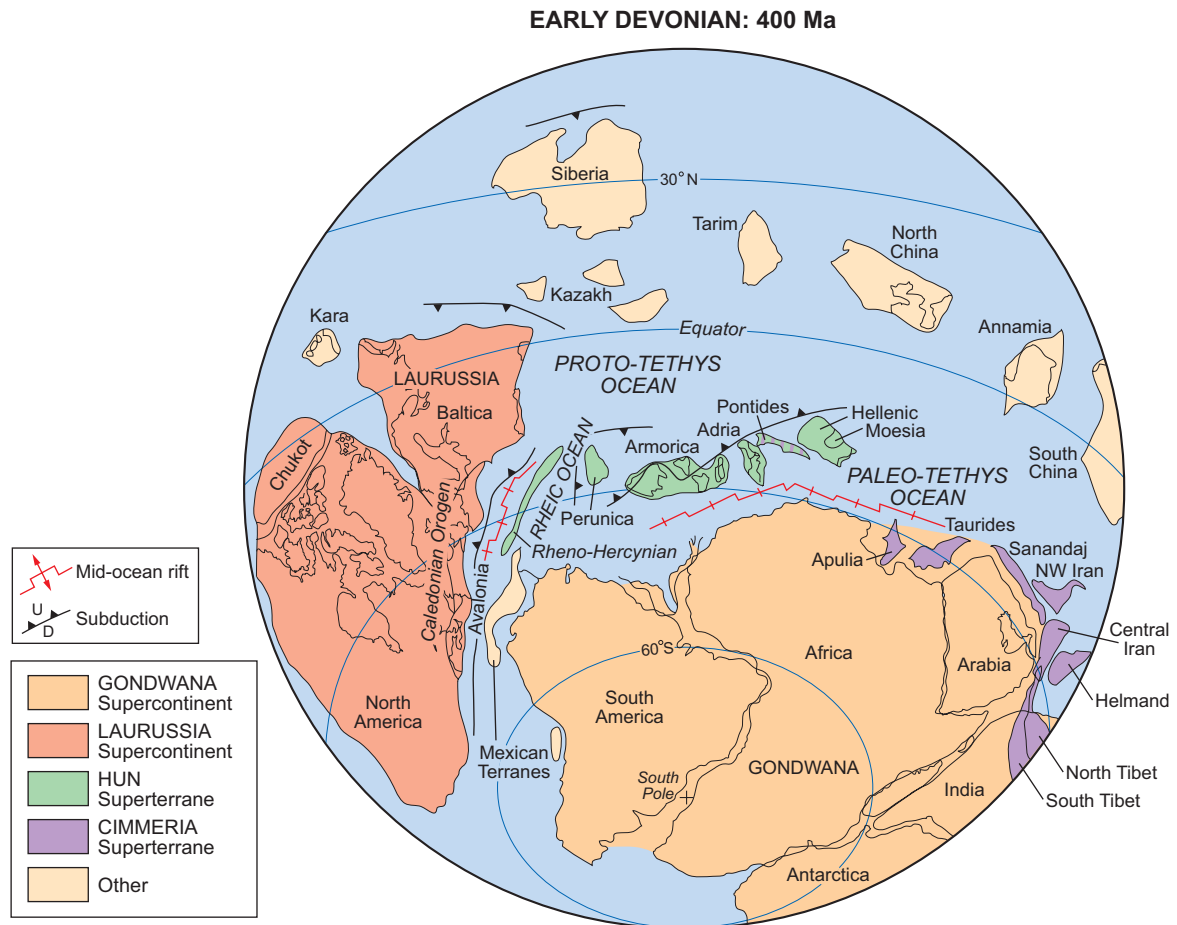 EARLY DEVONIAN: 400 Ma
Siberia
30°N
Tarim
North
China
Kazakh
Kara
Equator
Annamia
LAURUSSIA
PROTO-TETHYS
OCEAN
Baltica
Pontides
Hellenic
Moesia
Adria
Armorica
Chukot
RHEIC OCEAN
South
China
PALEO-TETHYS
OCEAN
Perunica
Taurides
Rheno-Hercynian
Apulia
Sanandaj
NW Iran
Caledonian Orogen
Avalonia
Mid-ocean rift
U
D
Subduction
60°S
Africa
Arabia
Central
Iran
Helmand
GONDWANA
Supercontinent
LAURUSSIA
Supercontinent
HUN
Superterrane
CIMMERIA
Superterrane
Other
North
America
South
America
Mexican
Terranes
South
Pole
GONDWANA
India
North Tibet
South Tibet
Antarctica